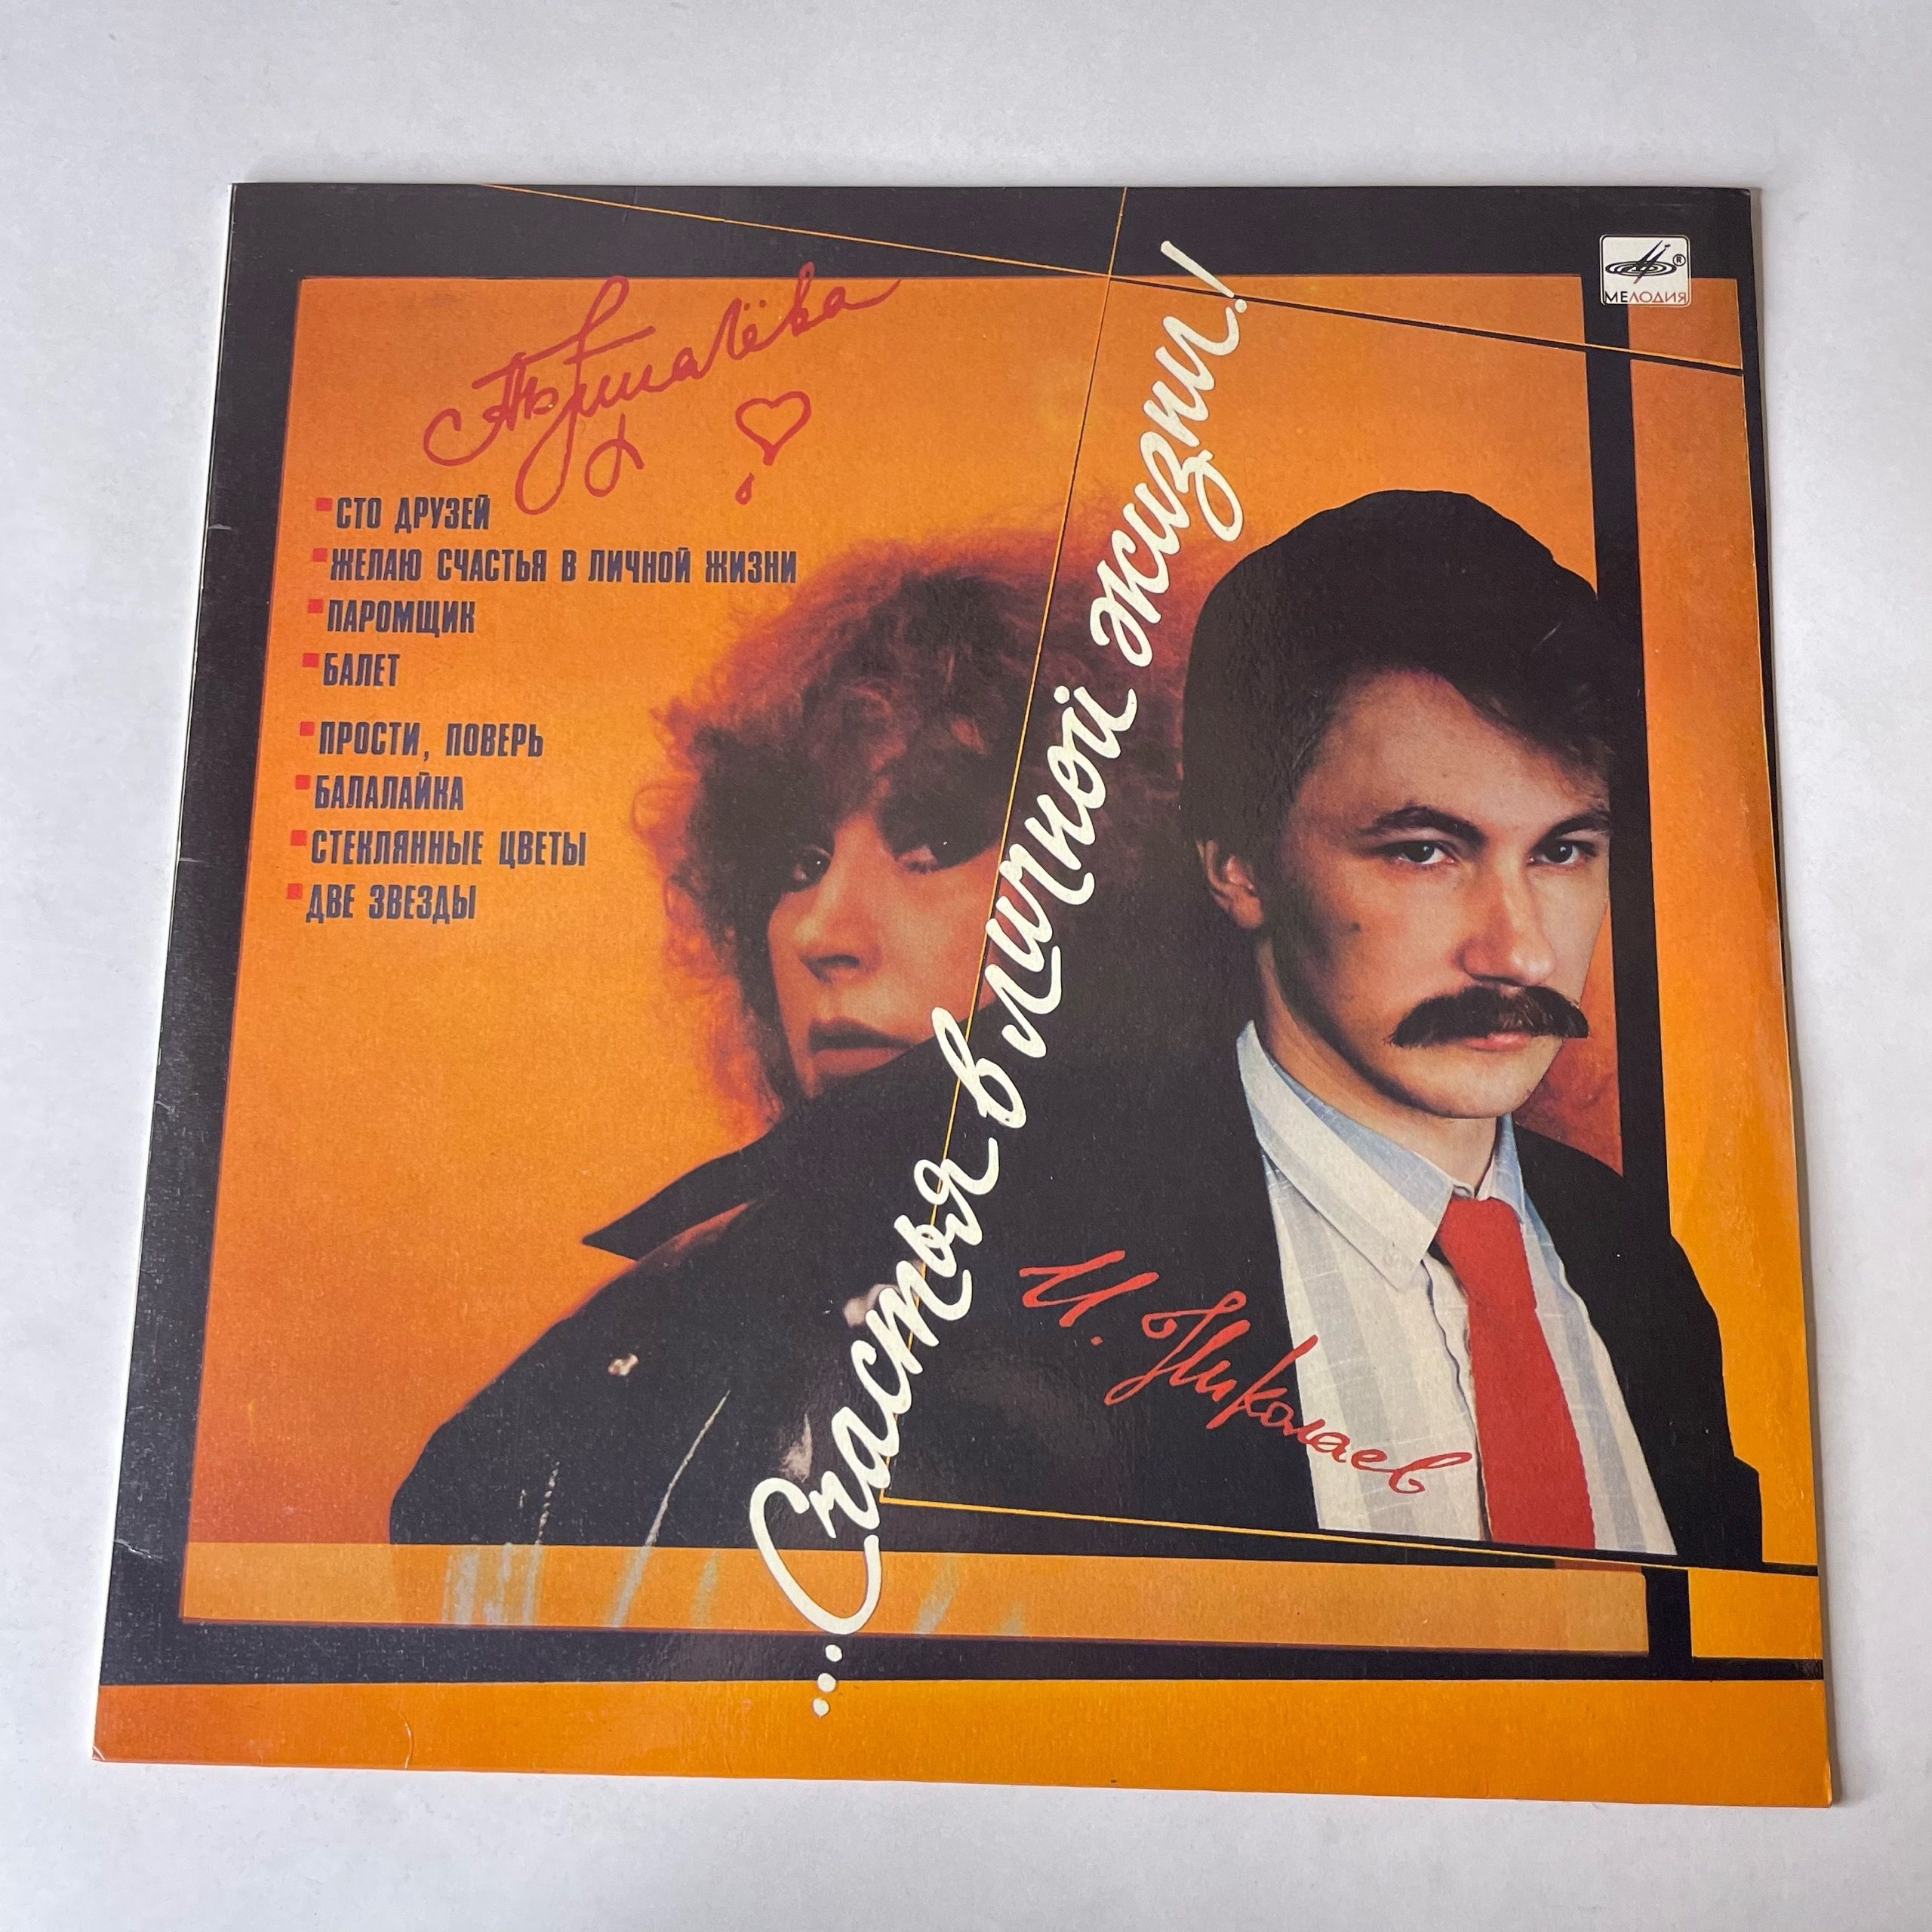 МЕЛОДИЯ
Пугачёва
СТО ДРУЗЕЙ
ЖЕЛАЮ СЧАСТЬЯ В ЛИЧНОЙ ЖИЗНИ
ПАРОМЩИК
БАЛЕТ
ПРОСТИ, ПОВЕРЬ
БАЛАЛАЙКА
СТЕКЛЯННЫЕ ЦВЕТЫ
ДВЕ ЗВЕЗДЫ
...Счастья в личной жизни!
И. Николаев